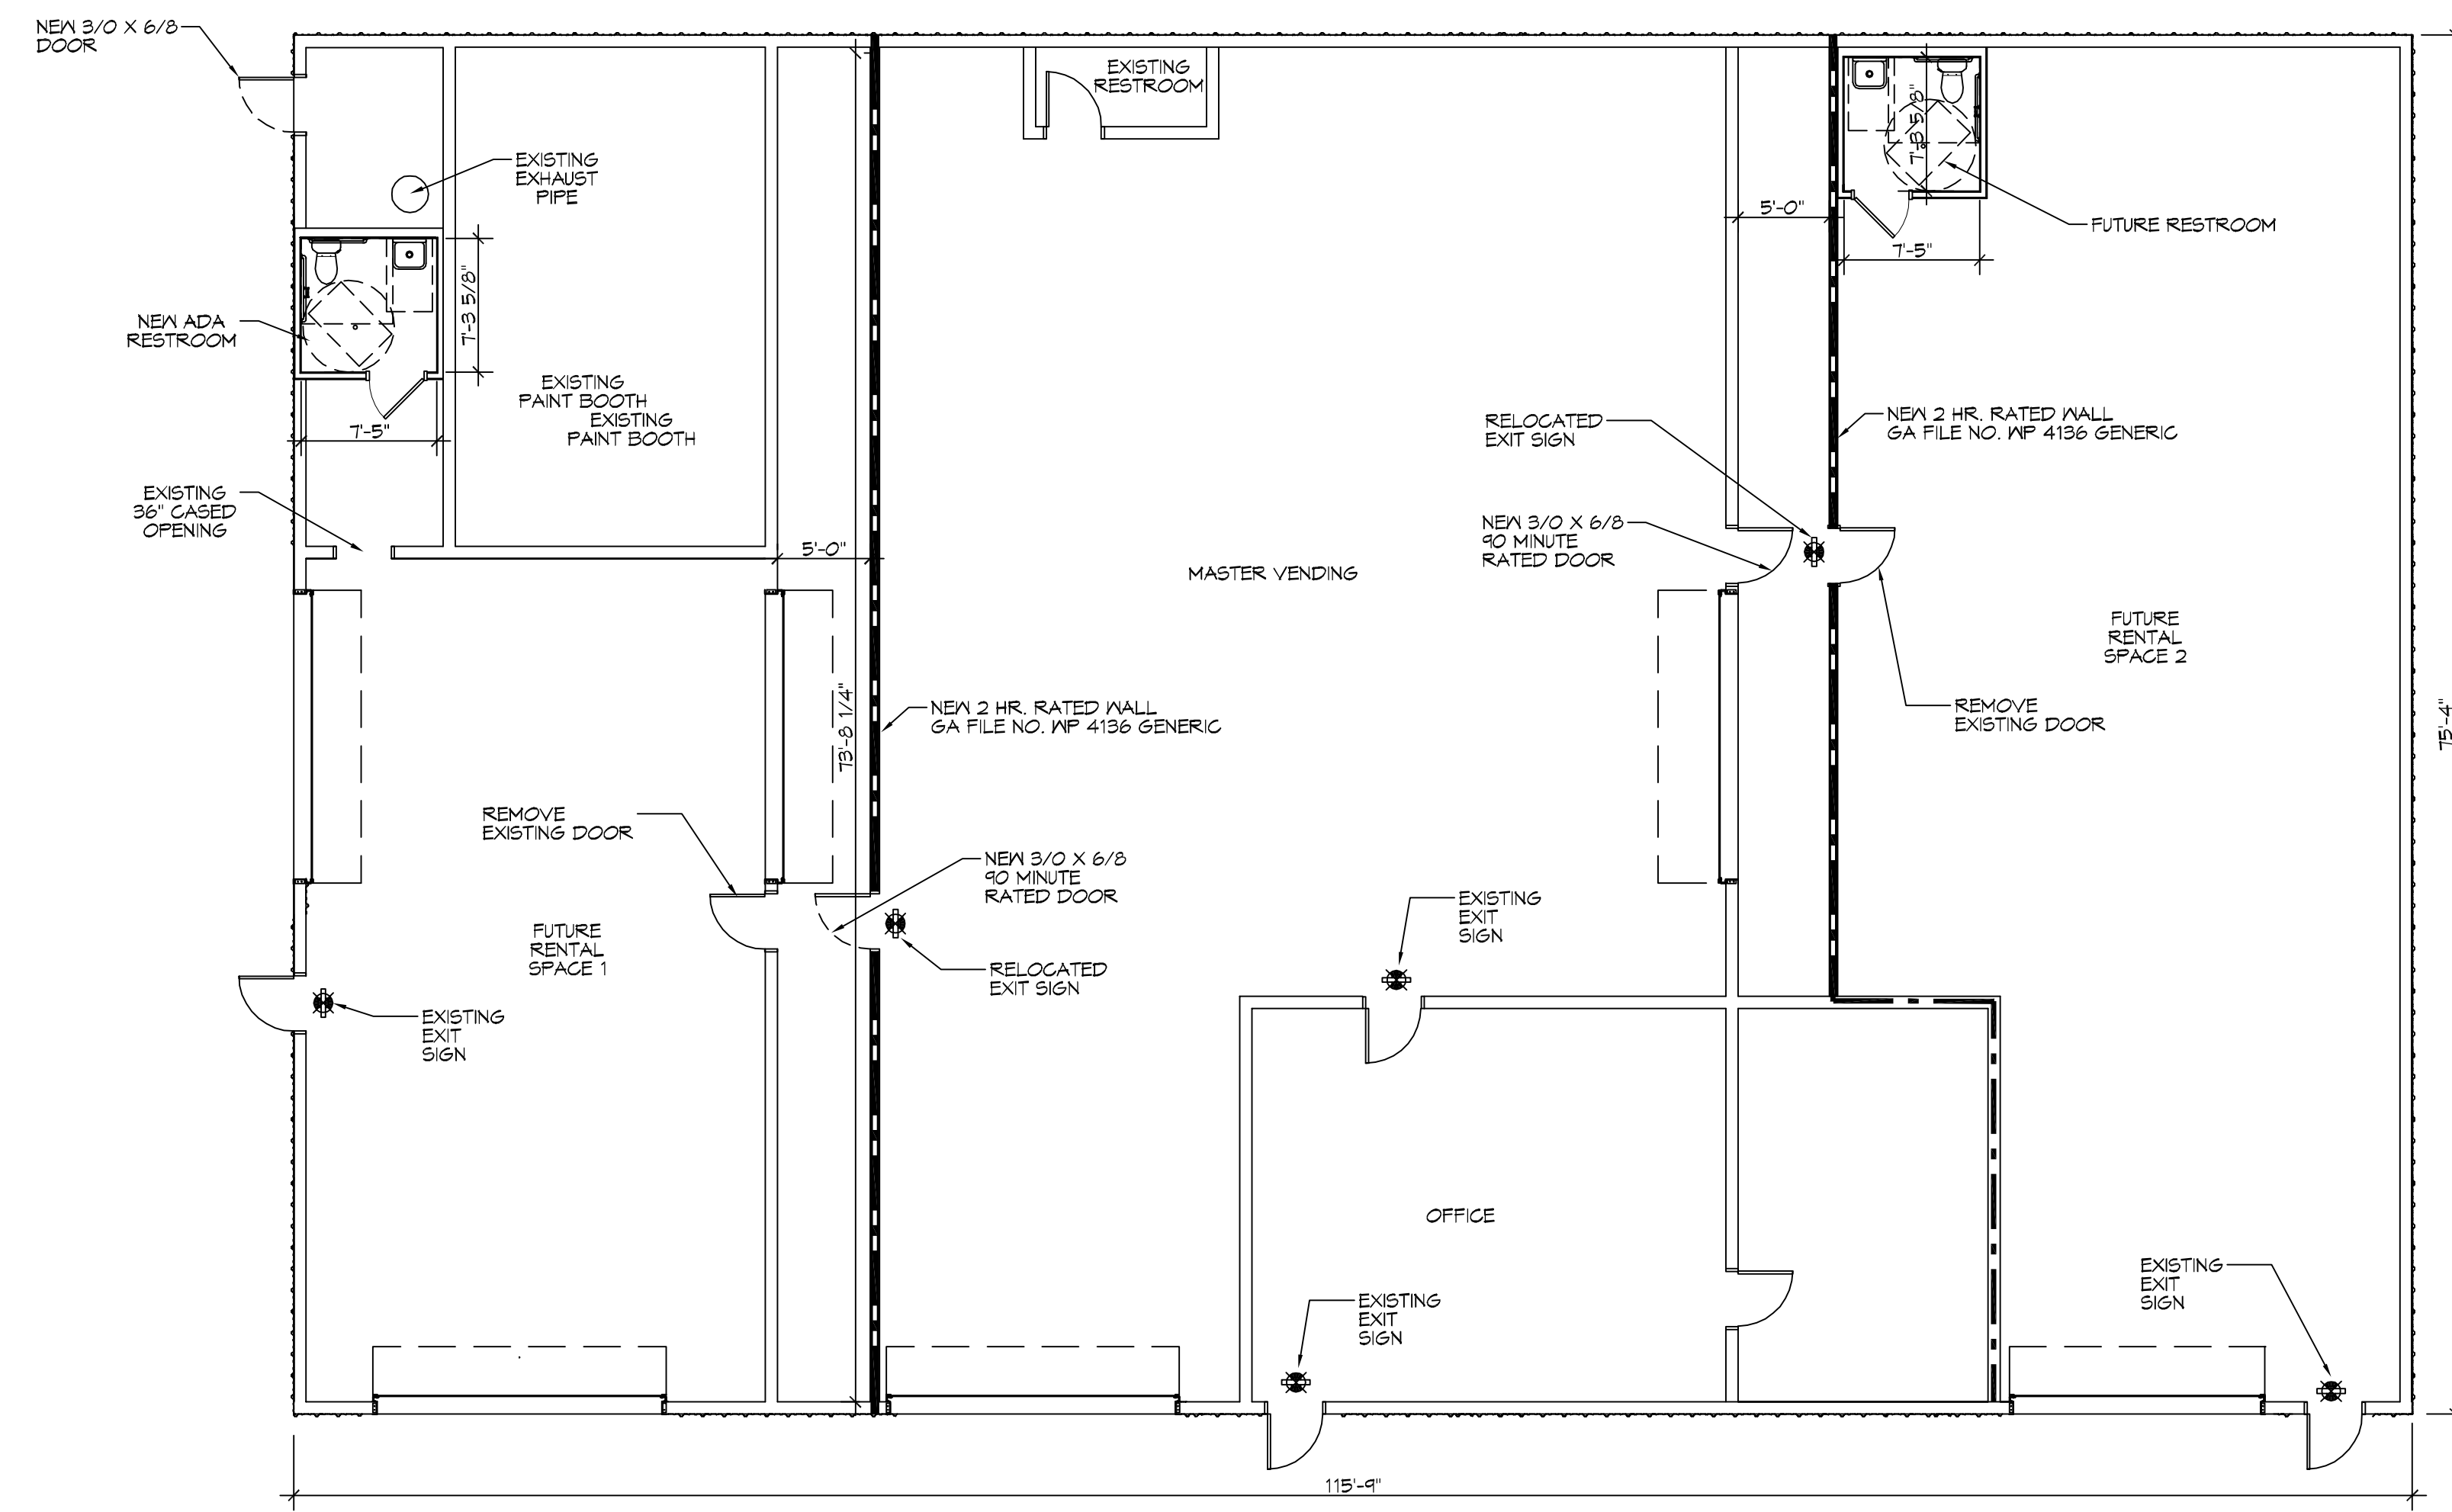 NEW 3/0 X 6/8
DOOR
EXISTING
RESTROOM
EXISTING
EXHAUST
PIPE
7'-3 5/8"
5'-0"
FUTURE RESTROOM
7'-5"
NEW ADA
RESTROOM
7'-3 5/8"
EXISTING
PAINT BOOTH
EXISTING
PAINT BOOTH
7'-5"
RELOCATED
EXIT SIGN
NEW 2 HR. RATED WALL
GA FILE NO. WP 4136 GENERIC
EXISTING
36" CASED
OPENING
5'-0"
MASTER VENDING
NEW 3/0 X 6/8
90 MINUTE
RATED DOOR
FUTURE
RENTAL
SPACE 2
NEW 2 HR. RATED WALL
GA FILE NO. WP 4136 GENERIC
73'-8 1/4"
REMOVE
EXISTING DOOR
75'-4"
REMOVE
EXISTING DOOR
NEW 3/0 X 6/8
90 MINUTE
RATED DOOR
EXISTING
EXIT
SIGN
FUTURE
RENTAL
SPACE 1
RELOCATED
EXIT SIGN
EXISTING
EXIT
SIGN
OFFICE
EXISTING
EXIT
SIGN
EXISTING
EXIT
SIGN
115'-9"